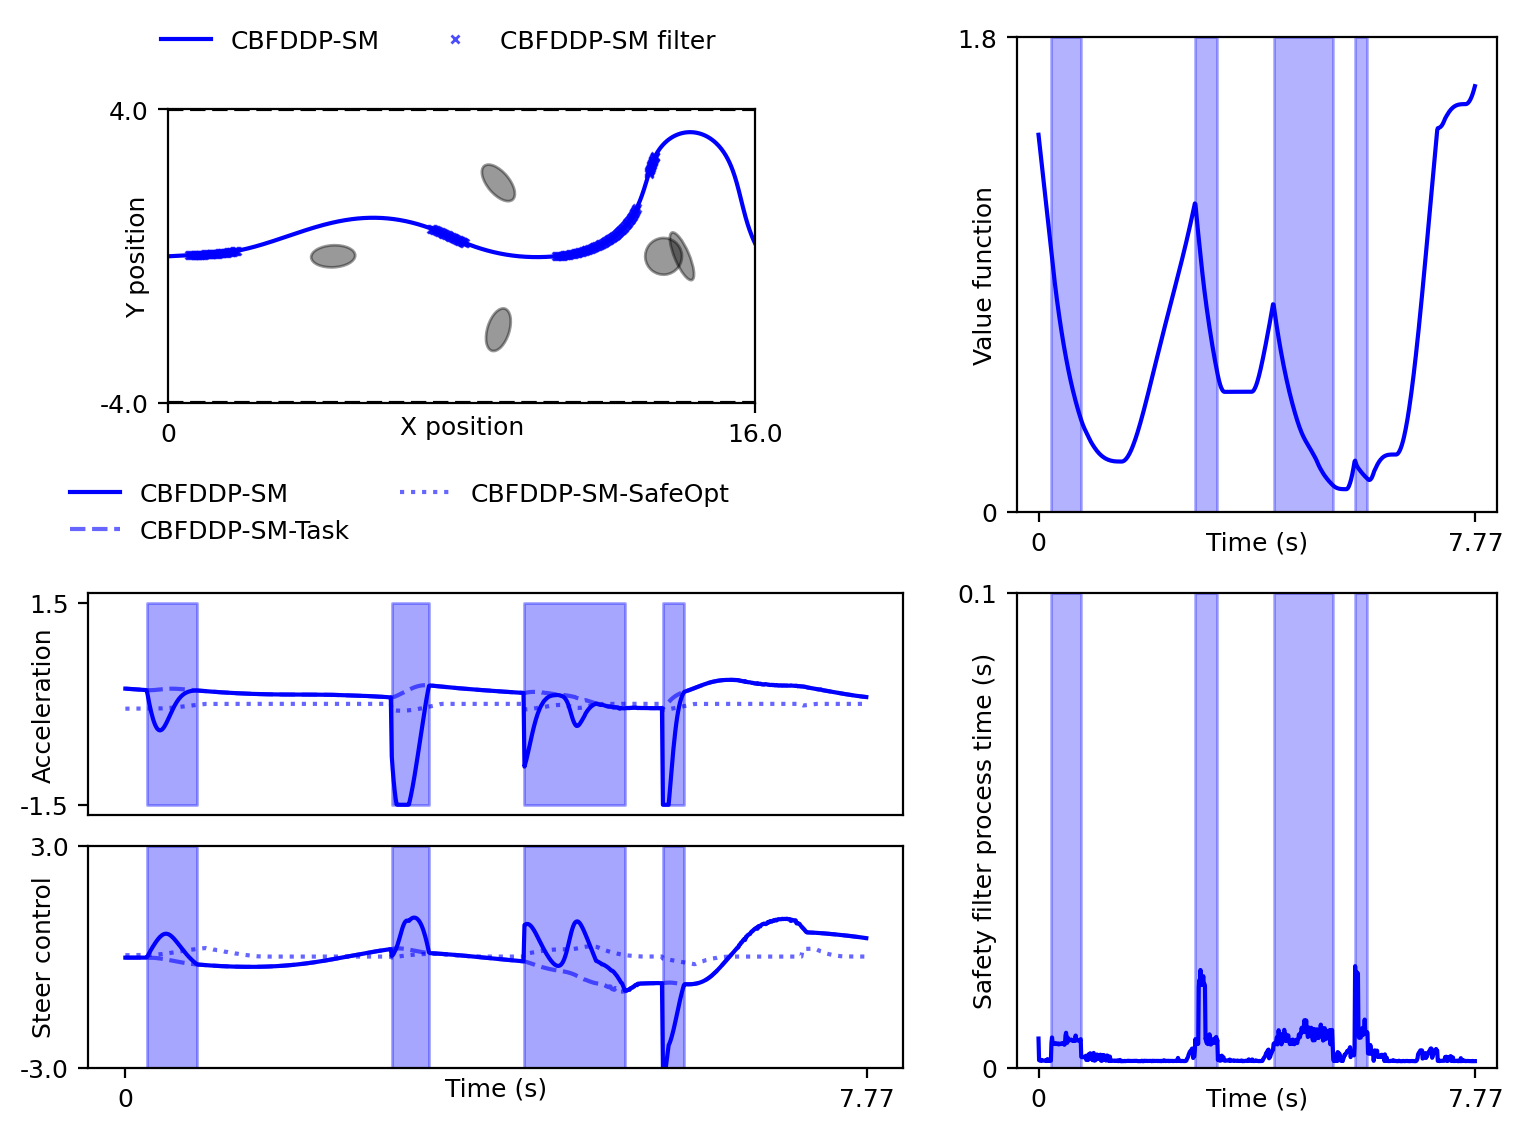 CBFDDP-SM
CBFDDP-SM filter
4.0
Y position
-4.0
0
X position
16.0
1.8
Value function
0
0
Time (s)
7.77
CBFDDP-SM
CBFDDP-SM-SafeOpt
CBFDDP-SM-Task
1.5
Acceleration
-1.5
3.0
Steer control
-3.0
0
Time (s)
7.77
0.1
Safety filter process time (s)
0
0
Time (s)
7.77